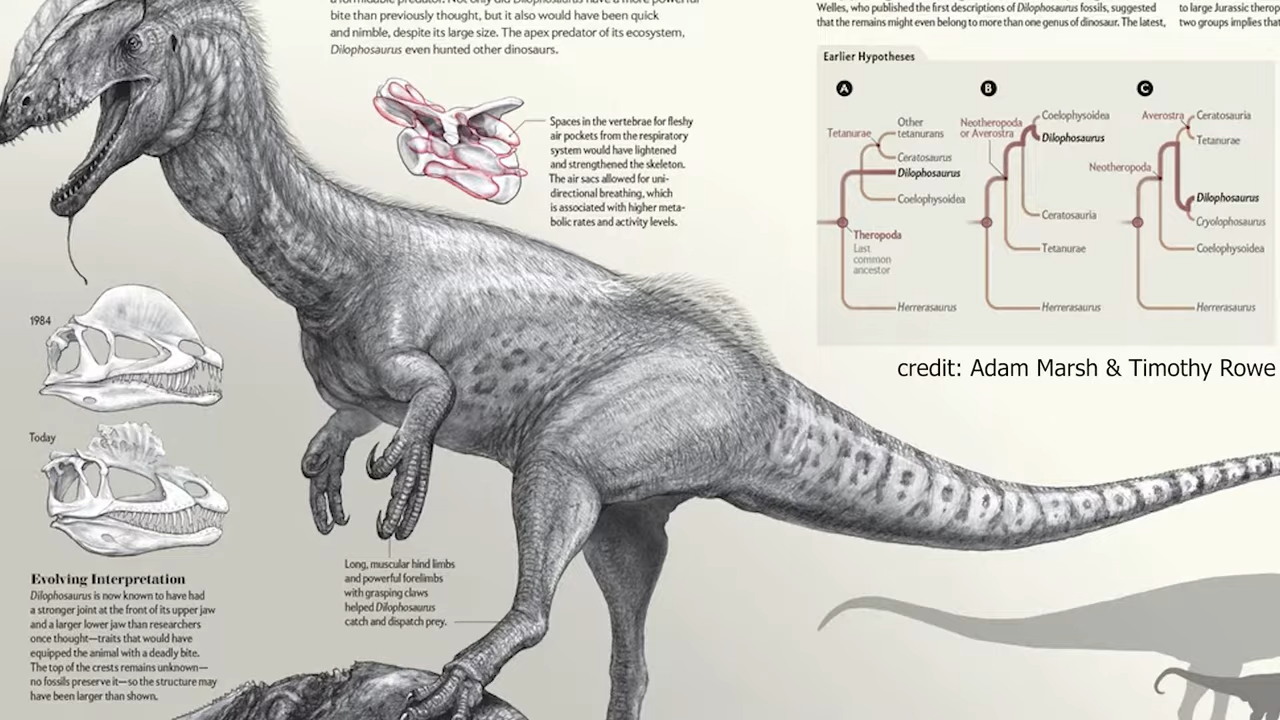 a formidable predator. Not only did Dilophosaurus have a more powerful
bite than previously thought, but it also would have been quick
and nimble, despite its large size. The apex predator of its ecosystem,
Dilophosaurus even hunted other dinosaurs.
Welles, who published the first descriptions of Dilophosaurus fossils, suggested
that the remains might even belong to more than one genus of dinosaur. The latest,
to large Jurassic therop
two groups implies that
Earlier Hypotheses
A
Tetanurae
Other
tetanurans
Ceratosaurus
Dilophosaurus
Coelophysoidea
Theropoda
Last
common
ancestor
Herrerasaurus
B
Neotheropoda
or Averostra
Coelophysoidea
Dilophosaurus
Ceratosauria
Tetanurae
Herrerasaurus
C
Averostra
Ceratosauria
Tetanurae
Neotheropoda
Dilophosaurus
Cryolophosaurus
Coelophysoidea
Herrerasaurus
credit: Adam Marsh & Timothy Rowe
Spaces in the vertebrae for fleshy
air pockets from the respiratory
system would have lightened
and strengthened the skeleton.
The air sacs allowed for uni-
directional breathing, which
is associated with higher meta-
bolic rates and activity levels.
1984
Today
Evolving Interpretation
Dilophosaurus is now known to have had
a stronger joint at the front of its upper jaw
and a larger lower jaw than researchers
once thought—traits that would have
equipped the animal with a deadly bite.
The top of the crests remains unknown—
no fossils preserve it—so the structure may
have been larger than shown.
Long, muscular hind limbs
and powerful forelimbs
with grasping claws
helped Dilophosaurus
catch and dispatch prey.